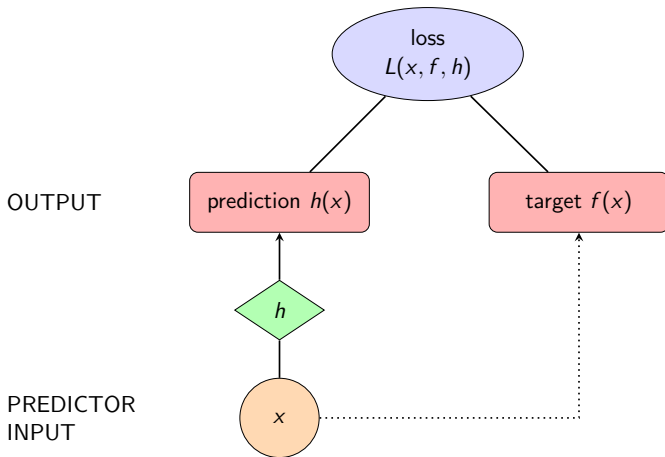 loss
L(x, f, h)
OUTPUT
prediction h(x)
target f(x)
h
PREDICTOR
INPUT
x